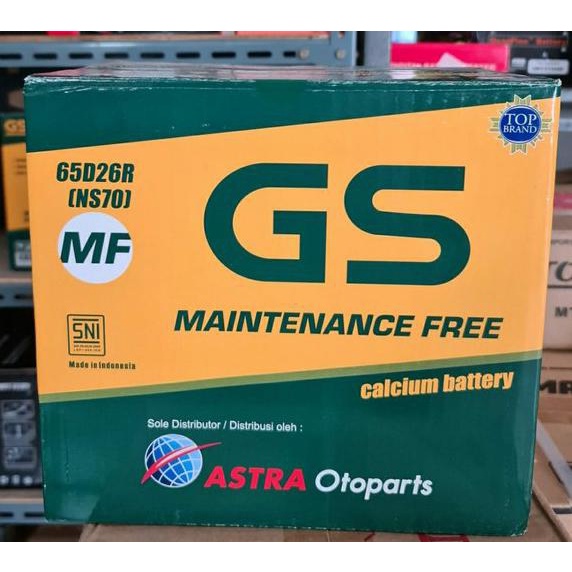 65D26R
(NS70)
MF
GS
MAINTENANCE FREE
calcium battery
TOP
BRAND
SNI
Made in Indonesia
Sole Distributor / Distribusi oleh :
ASTRA Otoparts
GS